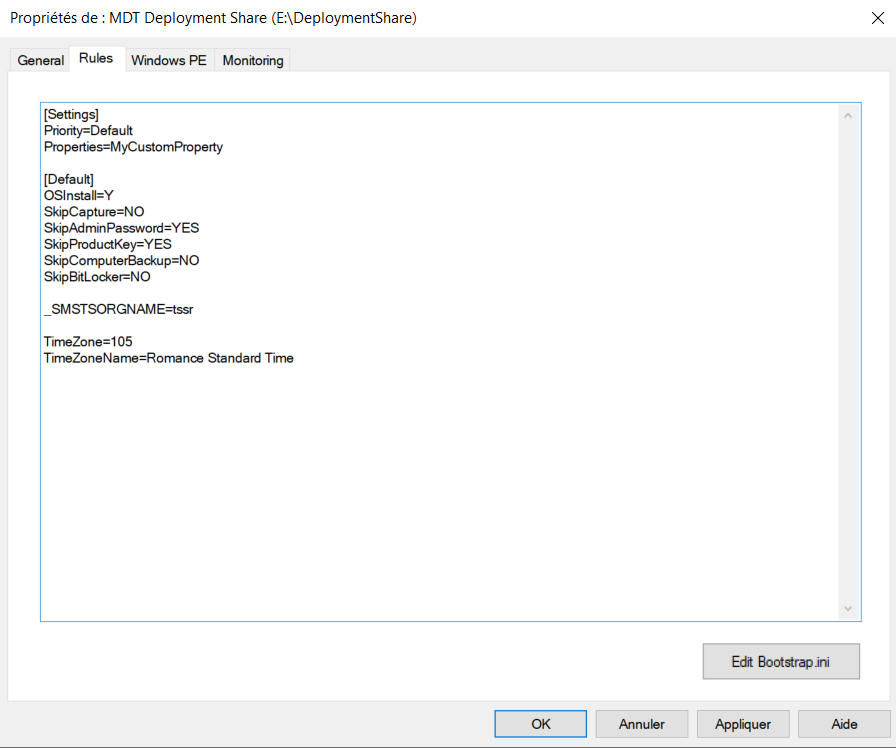 Propriétés de : MDT Deployment Share (E:\DeploymentShare)
General Rules Windows PE Monitoring
[Settings]
Priority=Default
Properties=MyCustomProperty
[Default]
OSInstall=Y
SkipCapture=NO
SkipAdminPassword=YES
SkipProductKey=YES
SkipComputerBackup=NO
SkipBitLocker=NO
_SMSTSORGNAME=tssr
TimeZone=105
TimeZoneName=Romance Standard Time
Edit Bootstrap.ini
OK Annuler Appliquer Aide